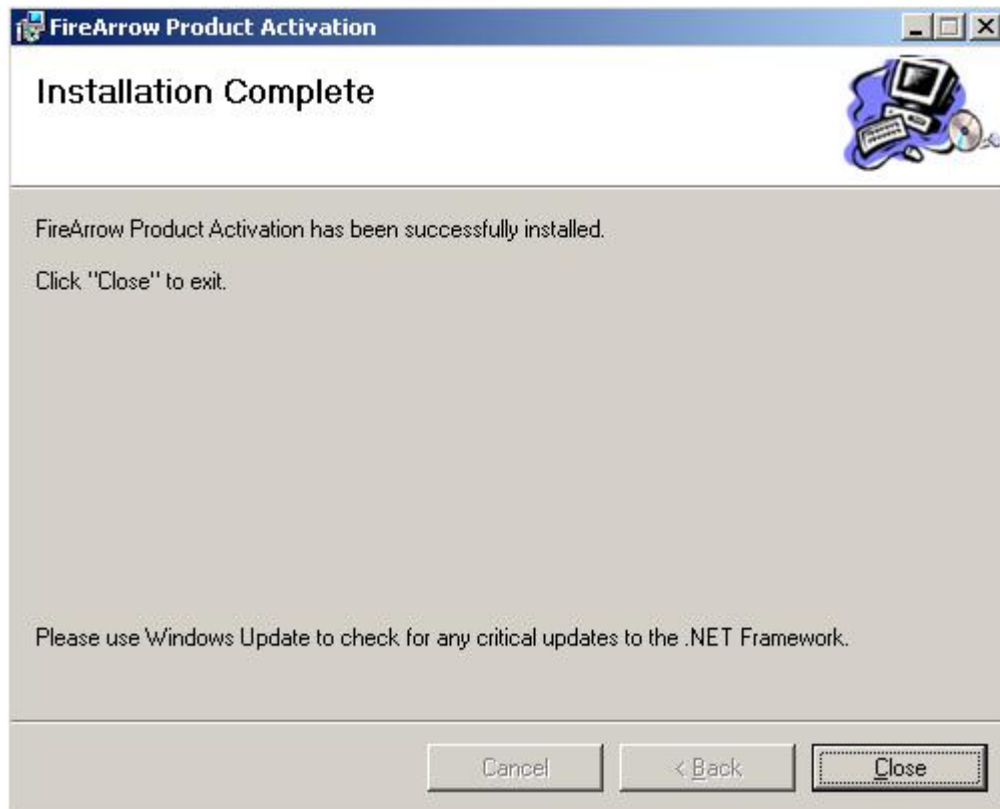 FireArrow Product Activation
Installation Complete
FireArrow Product Activation has been successfully installed.
Click "Close" to exit.
Please use Windows Update to check for any critical updates to the .NET Framework.
Cancel
< Back
Close